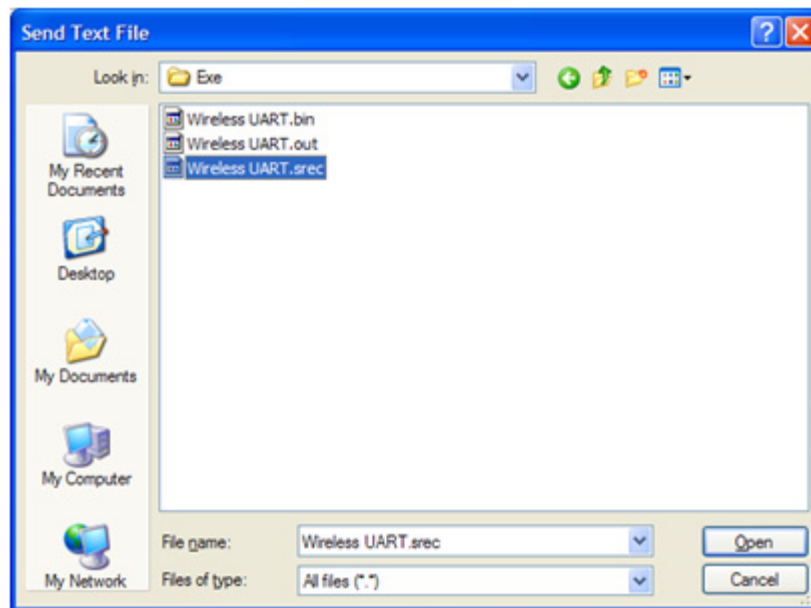 Send Text File
Look in: Exe
Wireless UART.bin
Wireless UART.out
Wireless UART.srec
My Recent
Documents
Desktop
My Documents
My Computer
My Network
File name: Wireless UART.srec Open
Files of type: All files (*.*) Cancel